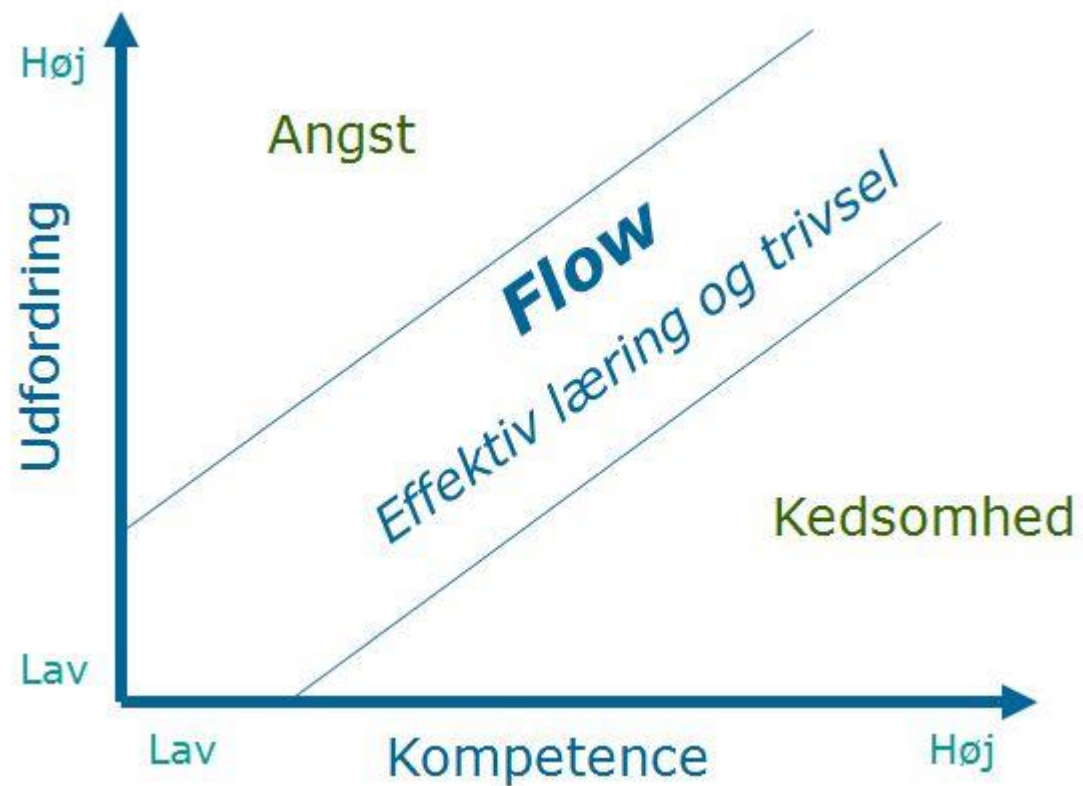 Høj
Angst
Udfordring
Flow
Effektiv læring og trivsel
Kedsomhed
Lav
Lav
Kompetence
Høj